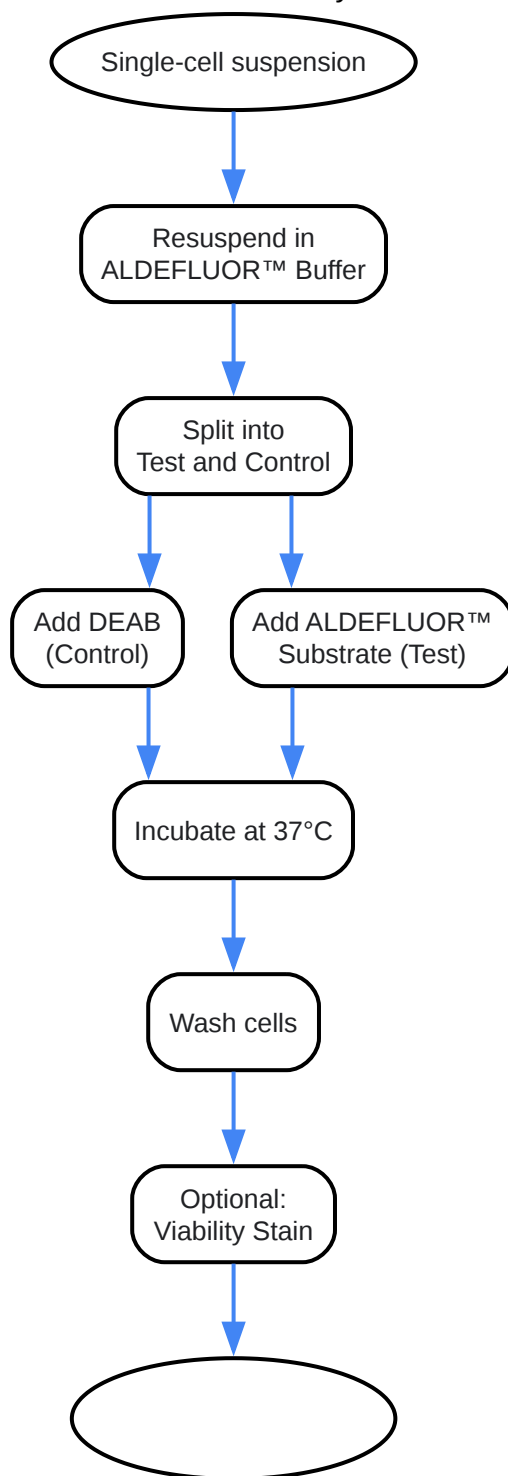 Single-cell suspension
Resuspend in
ALDEFLUOR™ Buffer
Split into
Test and Control
Add DEAB
(Control)
Add ALDEFLUOR™
Substrate (Test)
Incubate at 37°C
Wash cells
Optional:
Viability Stain